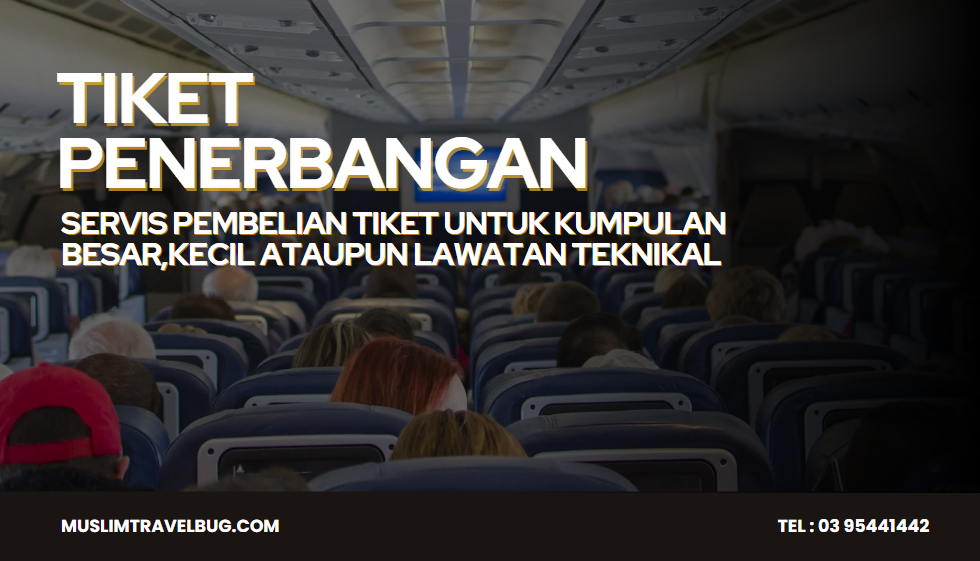 TIKET
PENERBANGAN
SERVIS PEMBELIAN TIKET UNTUK KUMPULAN
BESAR,KECIL ATAUPUN LAWATAN TEKNIKAL
MUSLIMTRAVELBUG.COM
TEL : 03 95441442